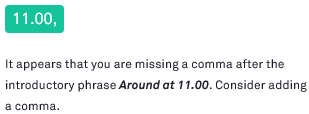 11.00,
It appears that you are missing a comma after the
introductory phrase Around at 11.00. Consider adding
a comma.